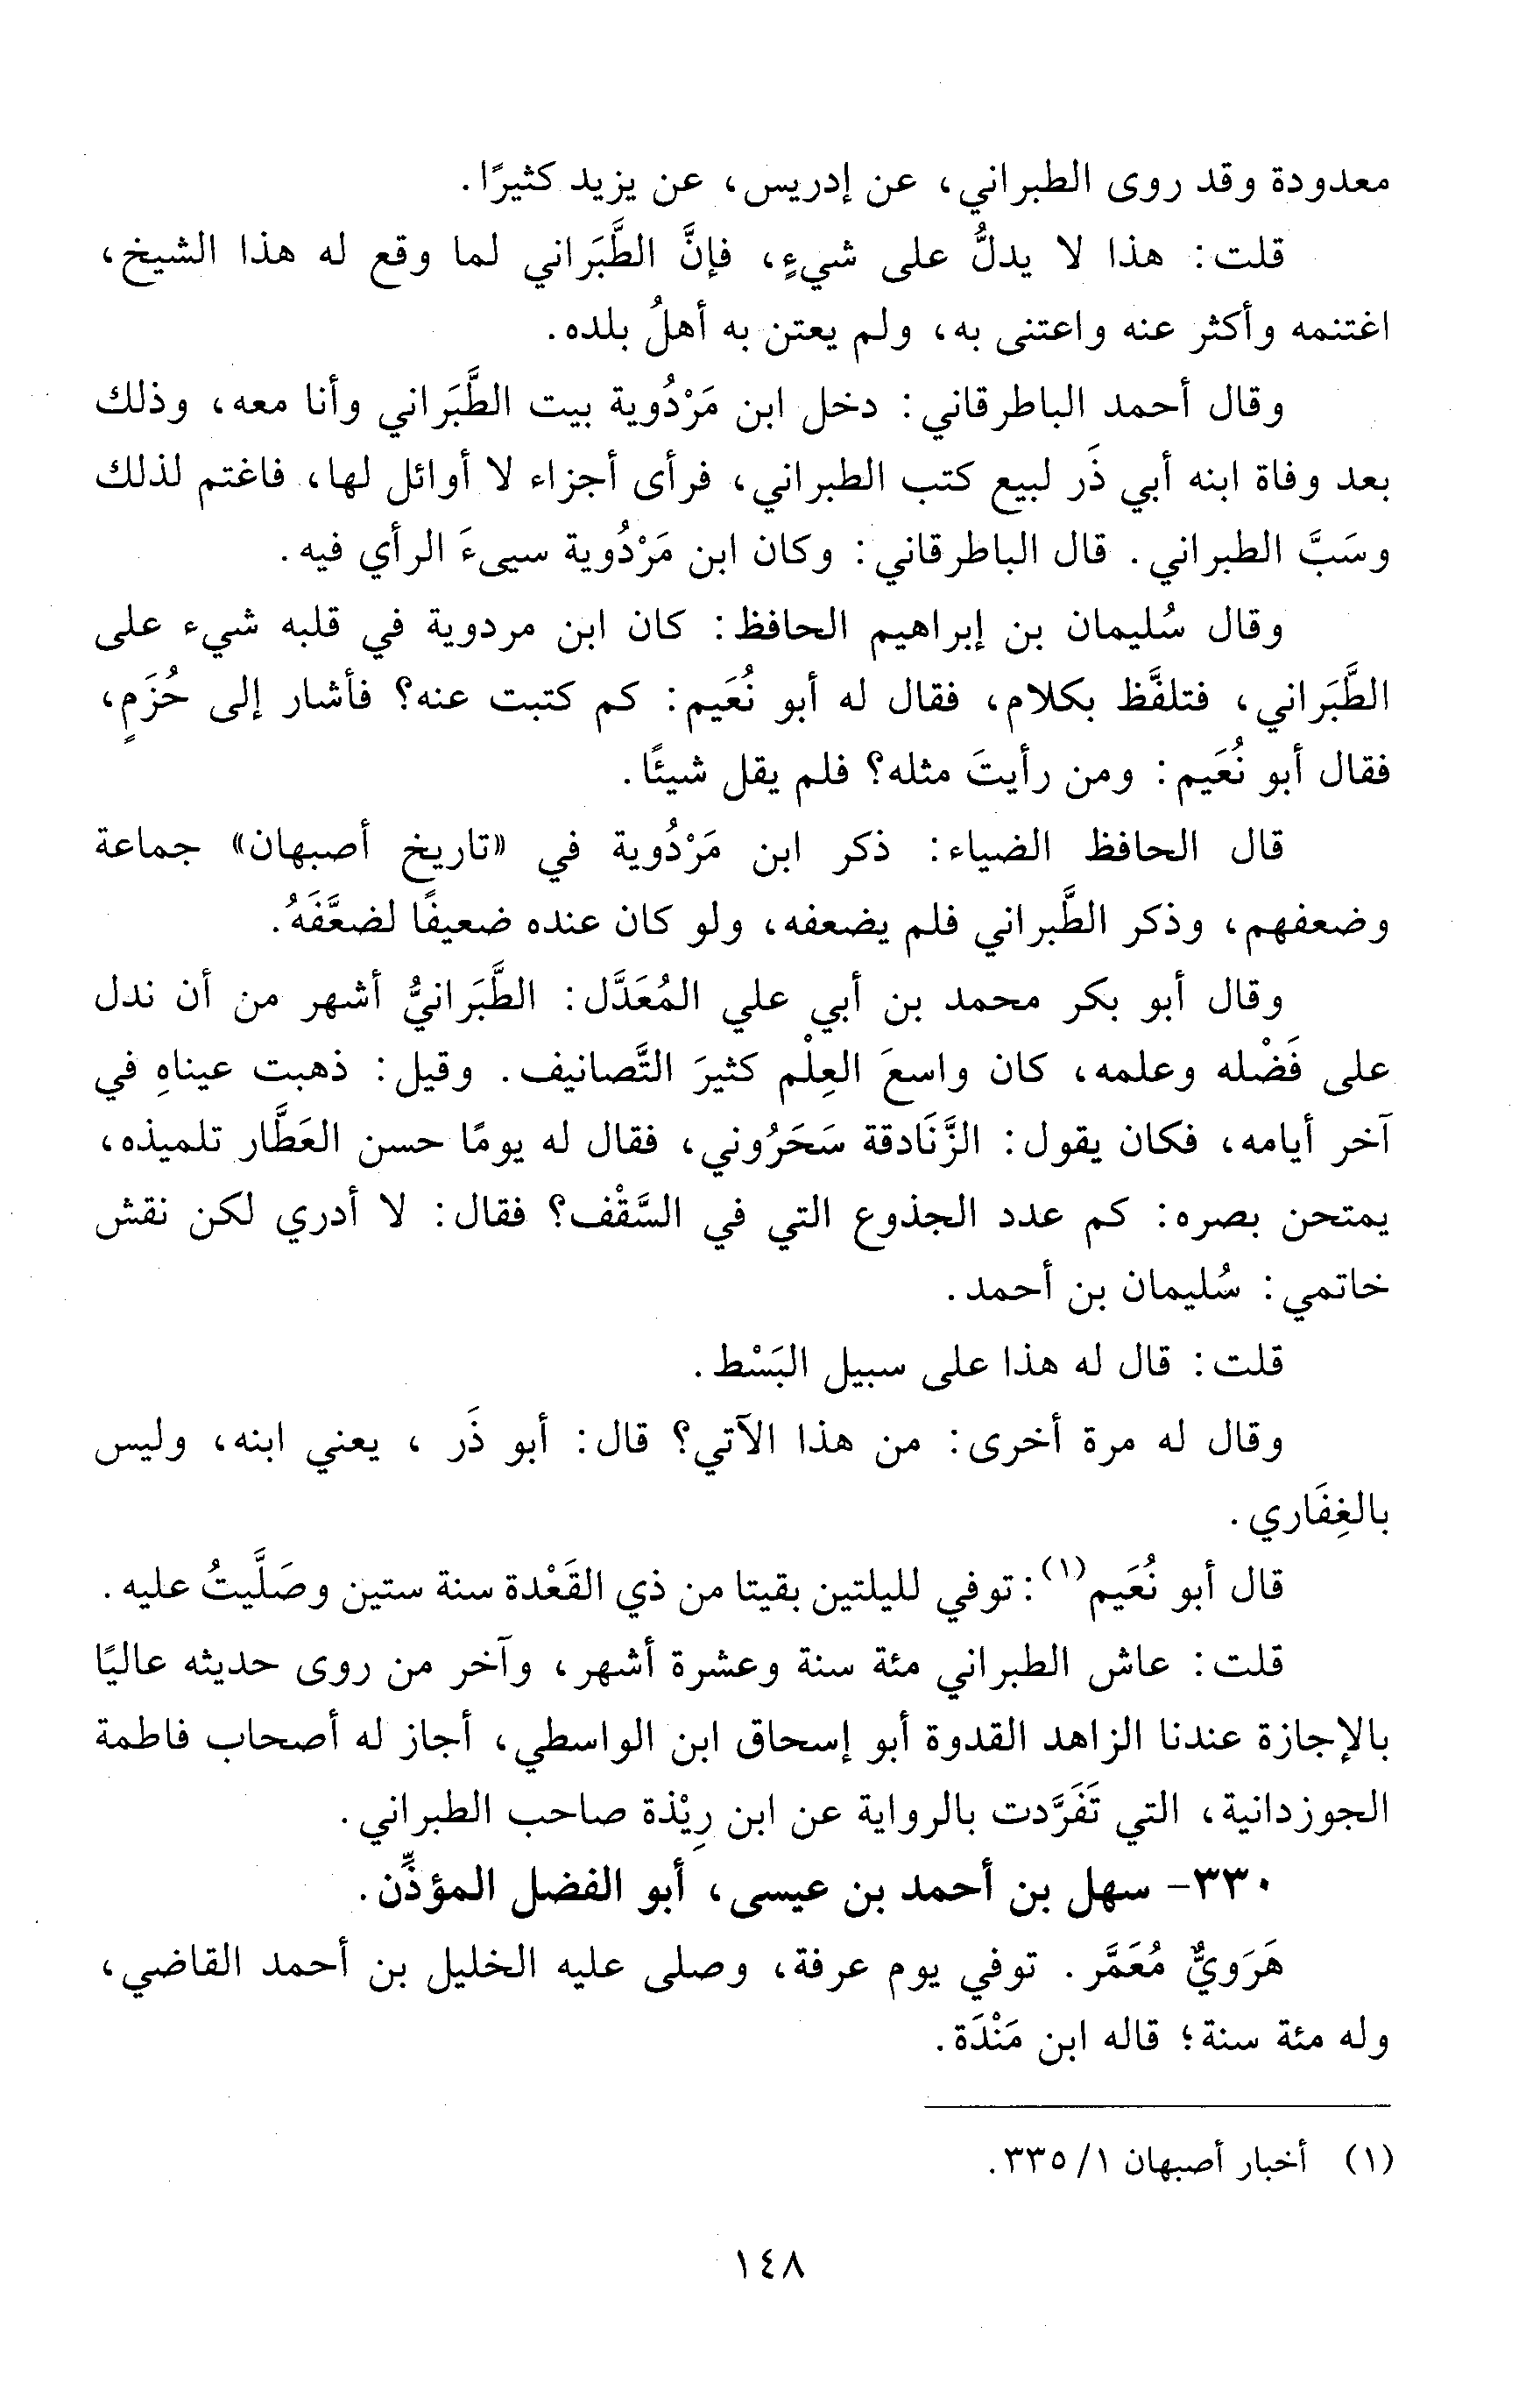 معدودة وقد روى الطبراني، عن إدريس، عن يزيد كثيرًا.
قلت: هذا لا يدلُّ على شيءٍ، فإنَّ الطَّبَراني لما وقع له هذا الشيخ،
اغتنمه وأكثر عنه واعتنى به، ولم يعتن به أهلُ بلده.
وقال أحمد الباطرقاني: دخل ابن مَرْدُوية بيت الطَّبَراني وأنا معه، وذلك
بعد وفاة ابنه أبي ذَر لبيع كتب الطبراني، فرأى أجزاء لا أوائل لها، فاغتم لذلك
وسَبَّ الطبراني. قال الباطرقاني: وكان ابن مَرْدُوية سيىءَ الرأي فيه.
وقال سُليمان بن إبراهيم الحافظ: كان ابن مردوية في قلبه شيء على
الطَّبَراني، فتلفَّظ بكلام، فقال له أبو نُعَيم: كم كتبت عنه؟ فأشار إلى حُزَمٍ،
فقال أبو نُعَيم: ومن رأيتَ مثله؟ فلم يقل شيئًا.
قال الحافظ الضياء: ذكر ابن مَرْدُوية في «تاريخ أصبهان» جماعة
وضعفهم، وذكر الطَّبراني فلم يضعفه، ولو كان عنده ضعيفًا لضعَّفَهُ.
وقال أبو بكر محمد بن أبي علي المُعَدَّل: الطَّبَرانيُّ أشهر من أن ندل
على فَضْله وعلمه، كان واسعَ العِلْم كثيرَ التَّصانيف. وقيل: ذهبت عيناهِ في
آخر أيامه، فكان يقول: الزَّنَادقة سَحَرُوني، فقال له يومًا حسن العَطَّار تلميذه،
يمتحن بصره: كم عدد الجذوع التي في السَّقْف؟ فقال: لا أدري لكن نقش
خاتمي: سُليمان بن أحمد.
قلت: قال له هذا على سبيل البَسْط.
وقال له مرة أخرى: من هذا الآتي؟ قال: أبو ذَر ، يعني ابنه، وليس
بالغِفَاري.
قال أبو نُعَيم(١): توفي لليلتين بقيتا من ذي القَعْدة سنة ستين وصَلَّيتُ عليه.
قلت: عاش الطبراني مئة سنة وعشرة أشهر، وآخر من روى حديثه عاليًا
بالإجازة عندنا الزاهد القدوة أبو إسحاق ابن الواسطي، أجاز له أصحاب فاطمة
الجوزدانية، التي تَفَرَّدت بالرواية عن ابن رِيْذة صاحب الطبراني.
٣٣٠- سهل بن أحمد بن عيسى، أبو الفضل المؤذِّن.
هَرَويٌّ مُعَمَّر. توفي يوم عرفة، وصلى عليه الخليل بن أحمد القاضي،
وله مئة سنة؛ قاله ابن مَنْدَة.
(١) أخبار أصبهان ١/ ٣٣٥.
١٤٨